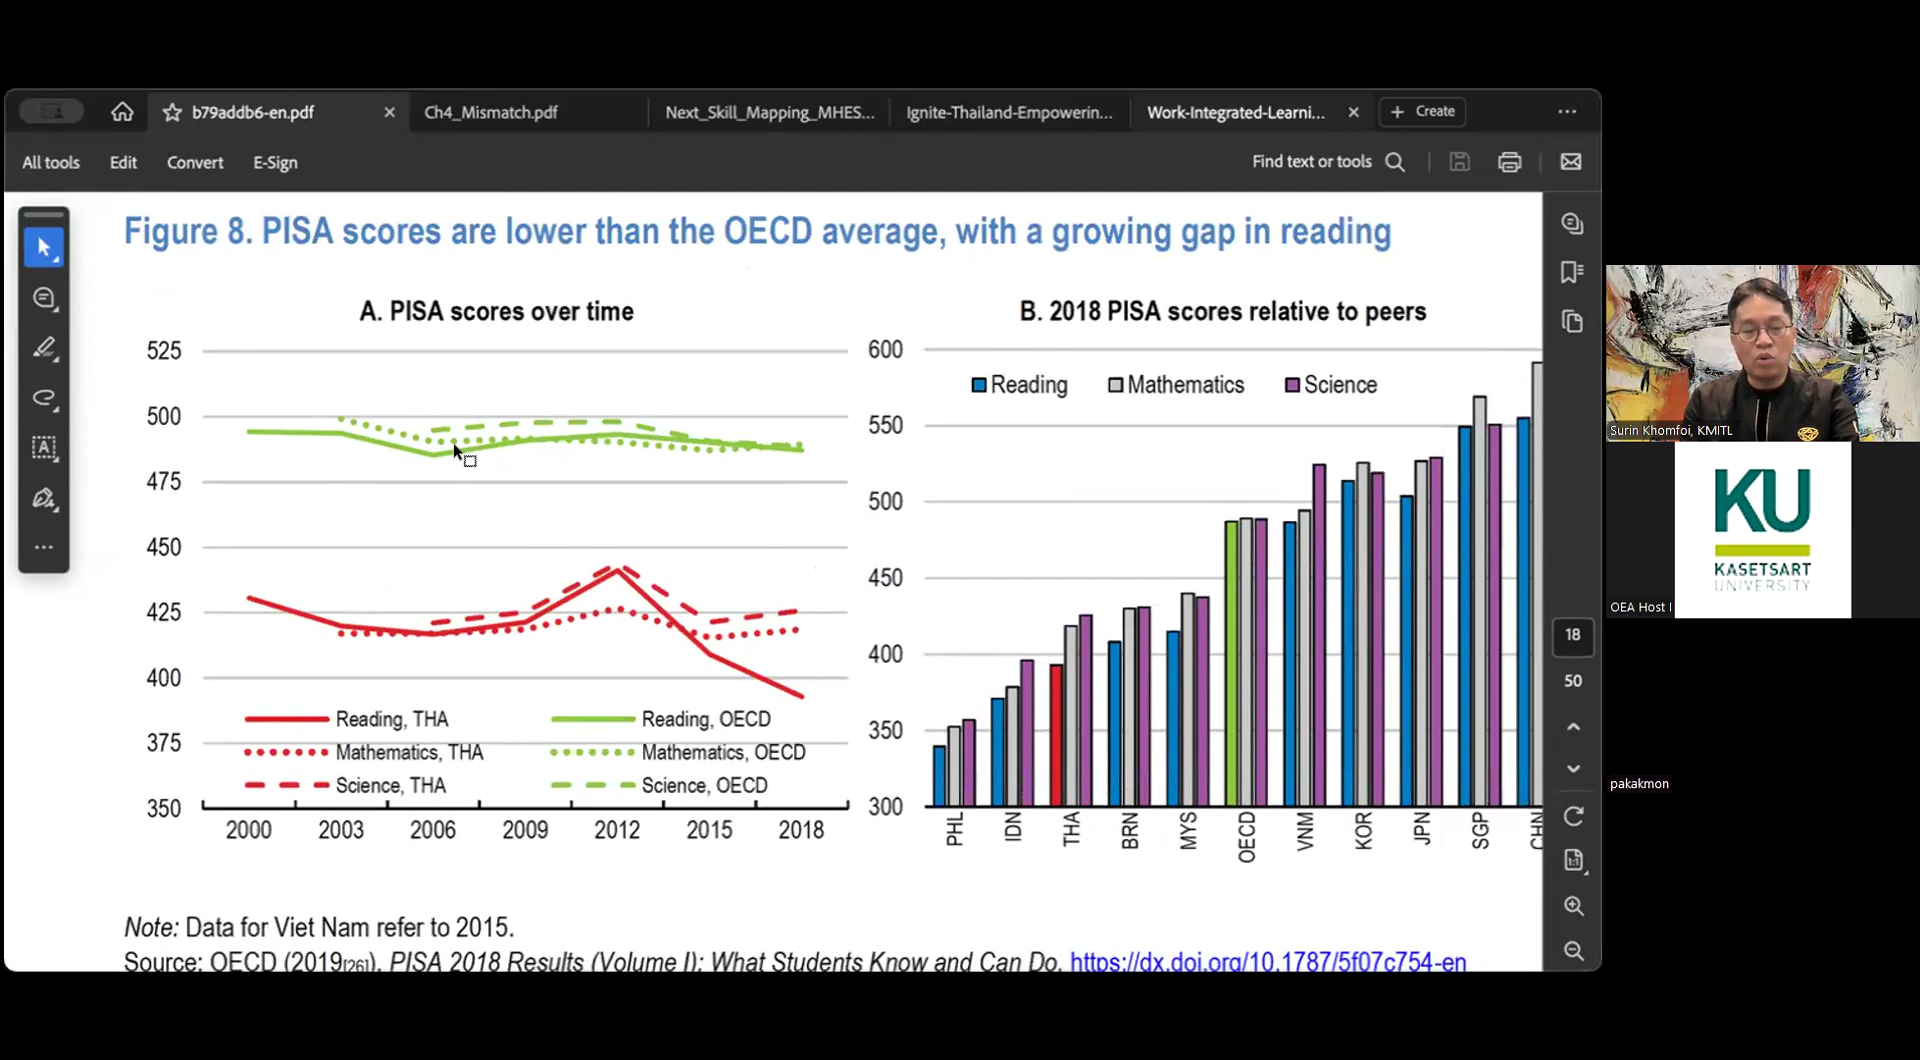 b79addb6-en.pdf
Ch4_Mismatch.pdf
Next_Skill_Mapping_MHES...
Ignite-Thailand-Empowerin...
Work-Integrated-Learni...
Create
All tools
Edit
Convert
E-Sign
Find text or tools
Figure 8. PISA scores are lower than the OECD average, with a growing gap in reading
A. PISA scores over time
525
500
475
450
425
400
375
350
Reading, THA
Reading, OECD
Mathematics, THA
Mathematics, OECD
Science, THA
Science, OECD
2000 2003 2006 2009 2012 2015 2018
B. 2018 PISA scores relative to peers
600
550
500
450
400
350
300
Reading
Mathematics
Science
PHL IDN THA BRN MYS OECD VNM KOR JPN SGP CHN
Note: Data for Viet Nam refer to 2015.
Source: OECD (2019[26]), PISA 2018 Results (Volume I): What Students Know and Can Do, https://dx.doi.org/10.1787/5f07c754-en
18
50
1:1
Surin Khomfoi, KMITL
KU
KASETSART
UNIVERSITY
OEA Host I
pakakmon